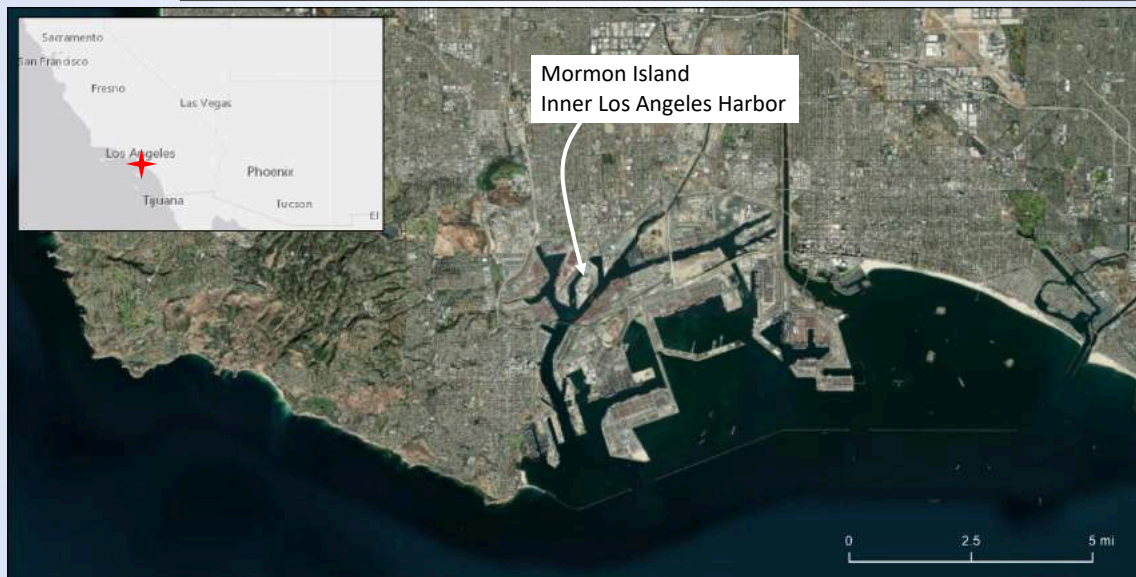 Sacramento
San Francisco
Fresno
Las Vegas
Los Angeles
Phoenix
Tijuana
Tucson
El
Mormon Island
Inner Los Angeles Harbor
0 2.5 5 mi